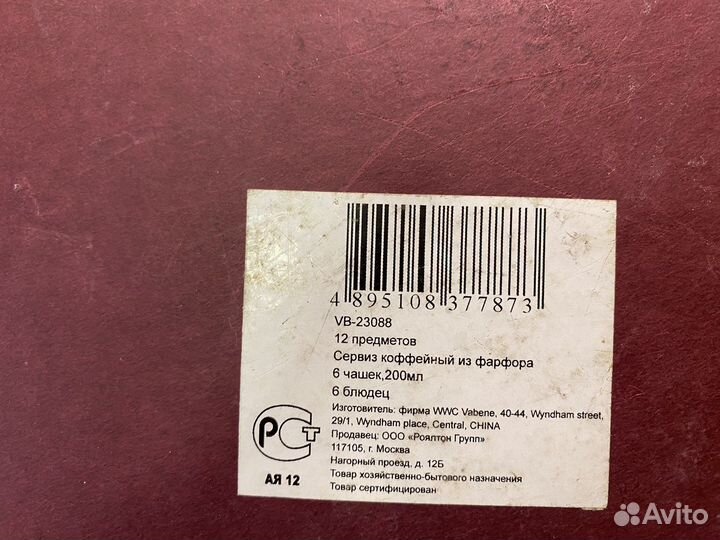 4 895108 377873
VB-23088
12 предметов
Сервиз коффейный из фарфора
6 чашек,200мл
6 блюдец
Изготовитель: фирма WWC Vabene, 40-44, Wyndham street,
29/1, Wyndham place, Central, CHINA
Продавец: ООО «Роялтон Групп»
117105, г. Москва
Нагорный проезд, д. 12Б
Товар хозяйственно-бытового назначения
Товар сертифицирован
РСТ
АЯ 12
Avito